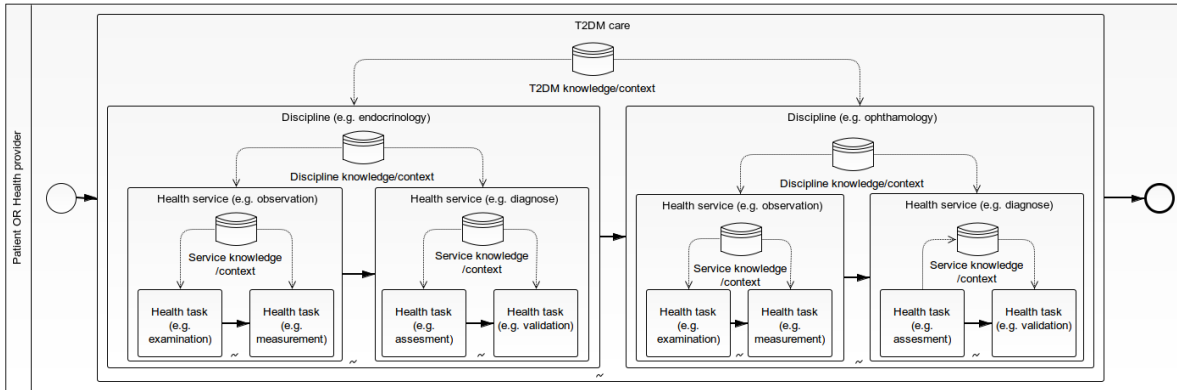 Patient OR Health provider
T2DM care
T2DM knowledge/context
Discipline (e.g. endocrinology)
Discipline knowledge/context
Health service (e.g. observation)
Service knowledge
/context
Health task
(e.g.
examination)
Health task
(e.g.
measurement)
~
~
Health service (e.g. diagnose)
Service knowledge
/context
Health task
(e.g.
assesment)
Health task
(e.g. validation)
~
Discipline (e.g. ophthamology)
Discipline knowledge/context
Health service (e.g. observation)
Service knowledge
/context
Health task
(e.g.
examination)
Health task
(e.g.
measurement)
~
~
Health service (e.g. diagnose)
Service knowledge
/context
Health task
(e.g.
assesment)
Health task
(e.g. validation)
~
~